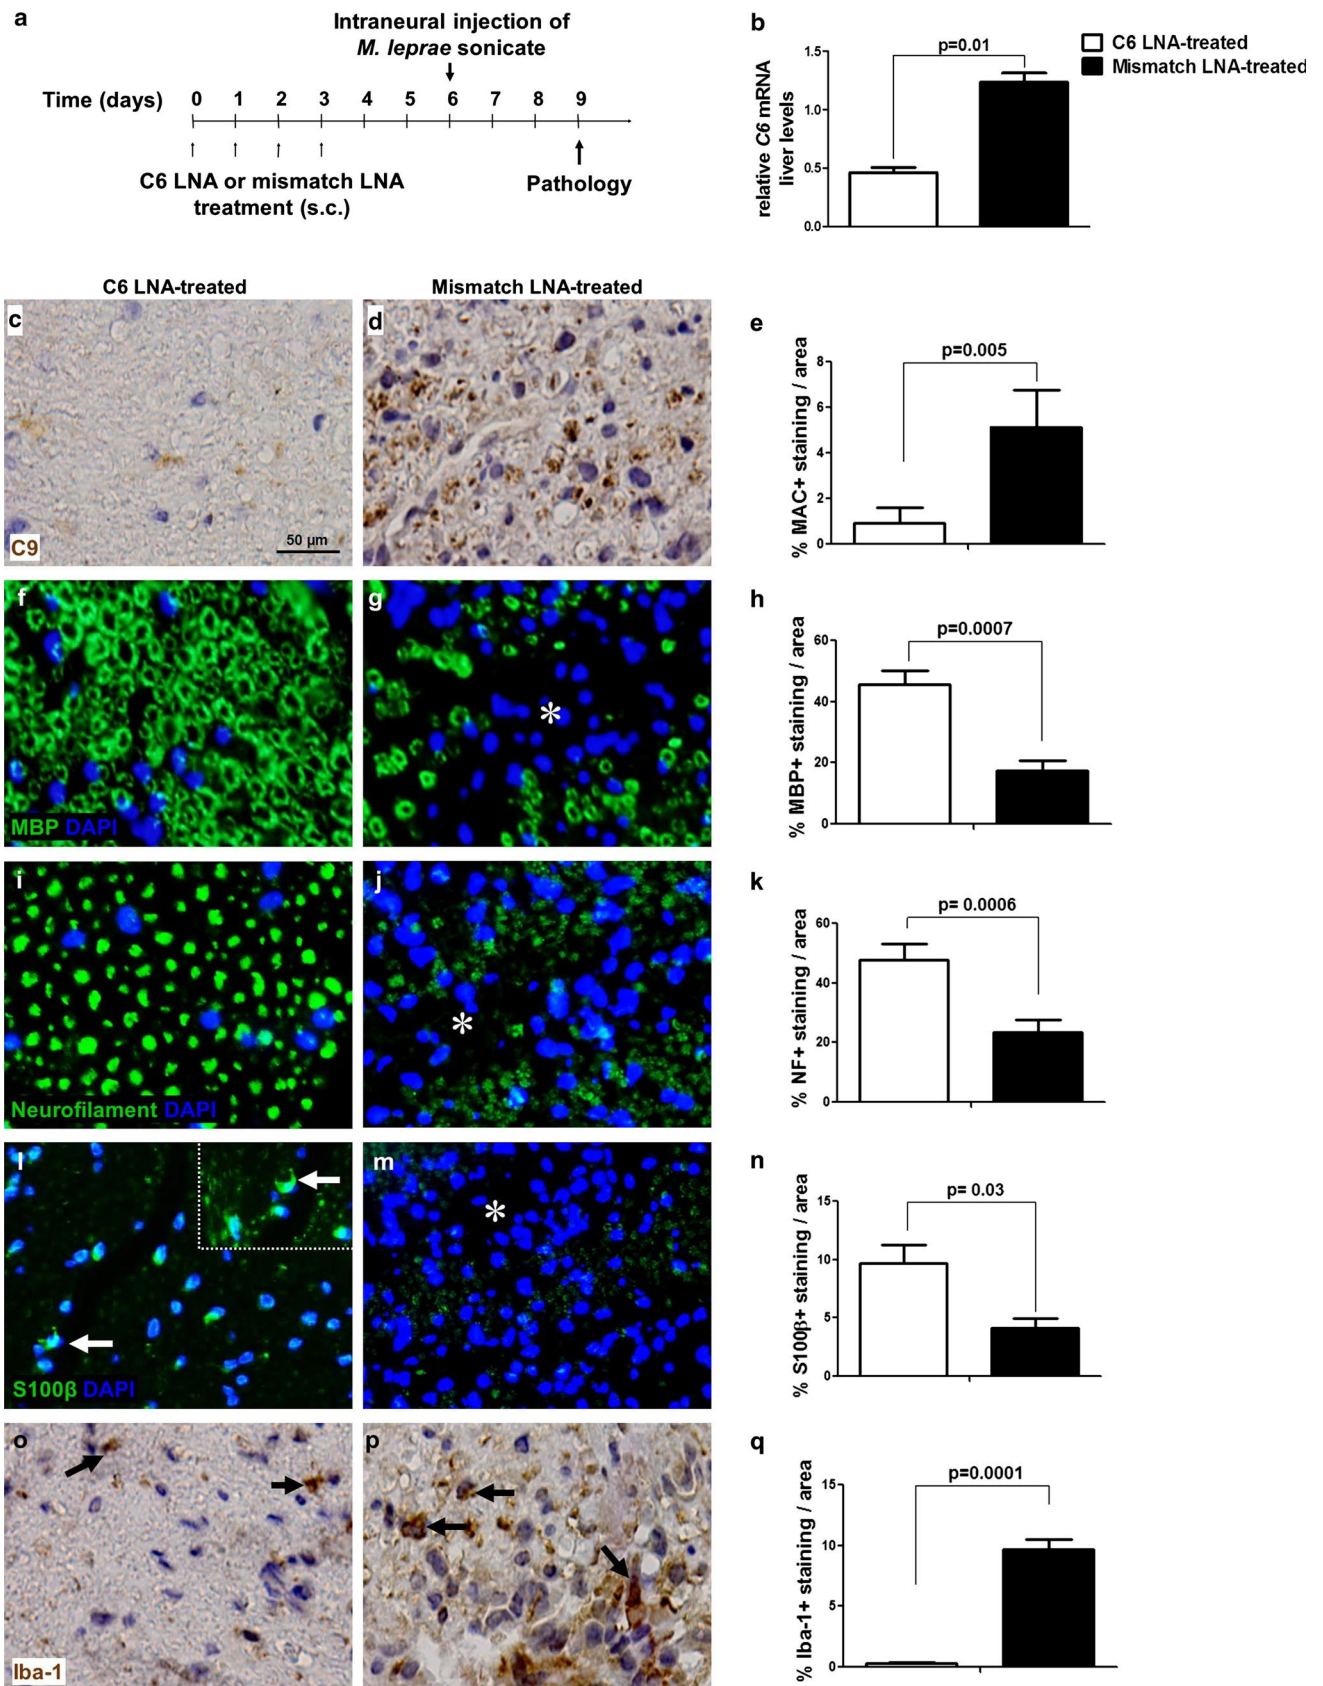 a
Intraneural injection of
M. leprae sonicate
Time (days) 0 1 2 3 4 5 6 7 8 9
C6 LNA or mismatch LNA
treatment (s.c.)
Pathology
b
C6 LNA-treated
Mismatch LNA-treated
p=0.01
relative C6 mRNA
liver levels
1.5
1.0
0.5
0.0
C6 LNA-treated
Mismatch LNA-treated
c
C9
50 µm
d
e
p=0.005
% MAC+ staining / area
8
6
4
2
0
f
MBP DAPI
g
*
h
p=0.0007
% MBP+ staining / area
60
40
20
0
i
Neurofilament DAPI
j
*
k
p= 0.0006
% NF+ staining / area
60
40
20
0
l
S100β DAPI
m
*
n
p= 0.03
% S100β+ staining / area
15
10
5
0
o
Iba-1
p
q
p=0.0001
% Iba-1+ staining / area
15
10
5
0